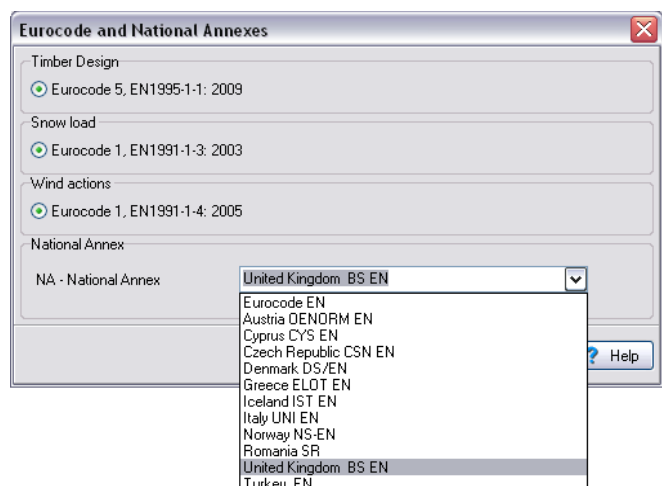 Eurocode and National Annexes
Timber Design
Eurocode 5, EN1995-1-1: 2009
Snow load
Eurocode 1, EN1991-1-3: 2003
Wind actions
Eurocode 1, EN1991-1-4: 2005
National Annex
NA - National Annex United Kingdom BS EN
Eurocode EN
Austria OENORM EN
Cyprus CYS EN
Czech Republic CSN EN
? Help
Denmark DS/EN
Greece ELOT EN
Iceland IST EN
Italy UNI EN
Norway NS-EN
Romania SR
United Kingdom BS EN
Turkey EN